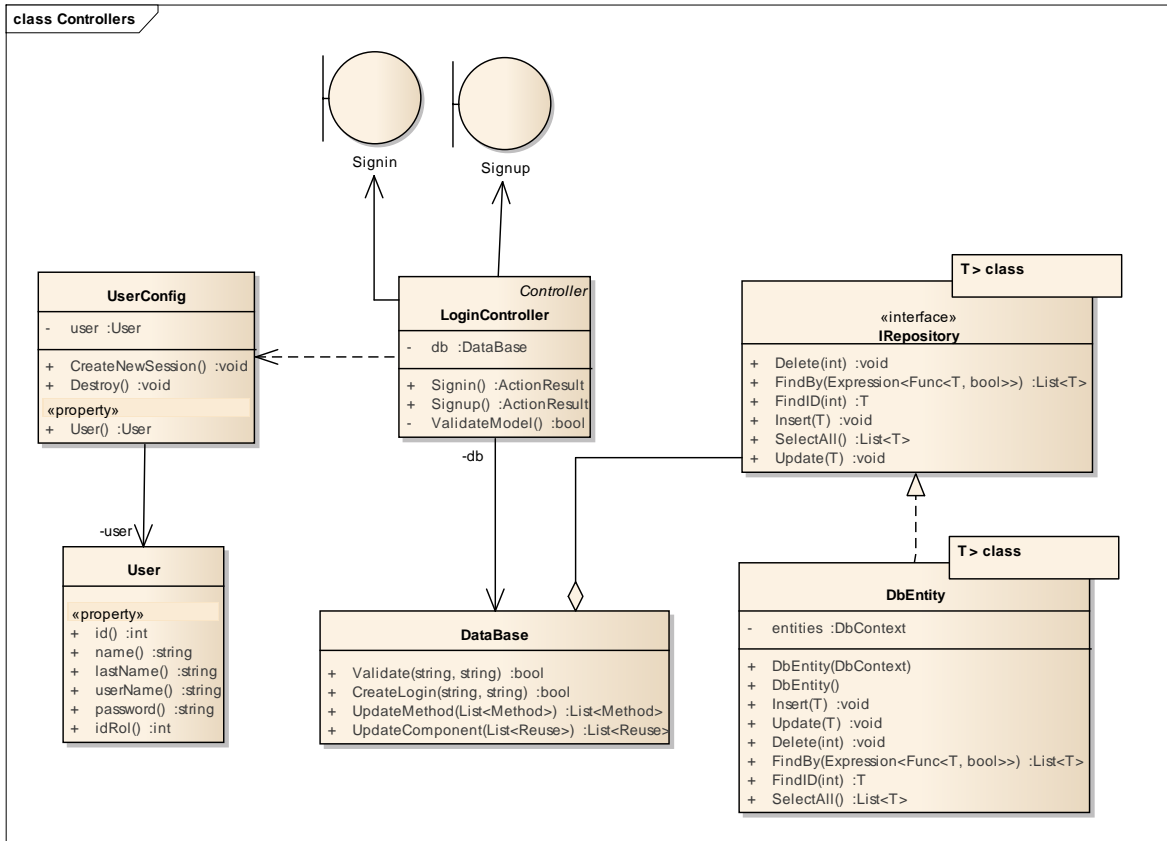 class Controllers
Signin
Signup
UserConfig
- user :User
+ CreateNewSession() :void
+ Destroy() :void
«property»
+ User() :User
Controller
LoginController
- db :DataBase
+ Signin() :ActionResult
+ Signup() :ActionResult
- ValidateModel() :bool
T > class
«interface»
IRepository
+ Delete(int) :void
+ FindBy(Expression<Func<T, bool>>) :List<T>
+ FindID(int) :T
+ Insert(T) :void
+ SelectAll() :List<T>
+ Update(T) :void
-db
-user
User
«property»
+ id() :int
+ name() :string
+ lastName() :string
+ userName() :string
+ password() :string
+ idRol() :int
DataBase
+ Validate(string, string) :bool
+ CreateLogin(string, string) :bool
+ UpdateMethod(List<Method>) :List<Method>
+ UpdateComponent(List<Reuse>) :List<Reuse>
T > class
DbEntity
- entities :DbContext
+ DbEntity(DbContext)
+ DbEntity()
+ Insert(T) :void
+ Update(T) :void
+ Delete(int) :void
+ FindBy(Expression<Func<T, bool>>) :List<T>
+ FindID(int) :T
+ SelectAll() :List<T>